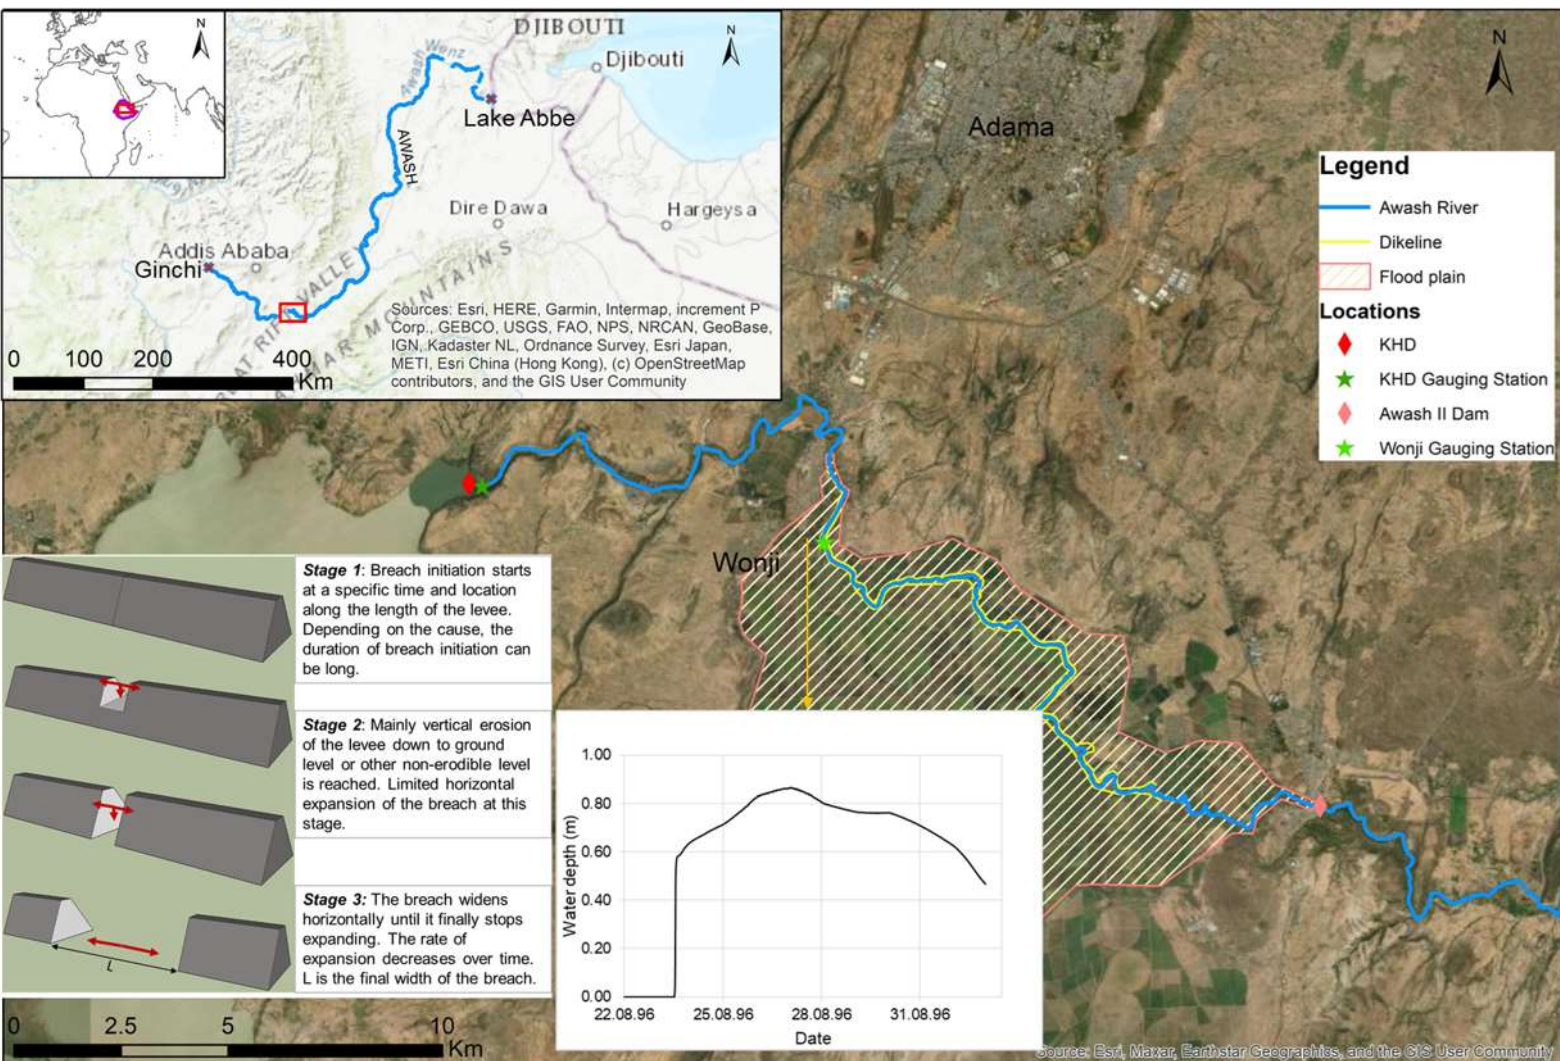 N
DJIBOUTI
N
Djibouti
Awash Wenz
Lake Abbe
AWASH
Dire Dawa
Hargeysa
Addis Ababa
Ginchi
Sources: Esri, HERE, Garmin, Intermap, increment P
Corp., GEBCO, USGS, FAO, NPS, NRCAN, GeoBase,
IGN, Kadaster NL, Ordnance Survey, Esri Japan,
METI, Esri China (Hong Kong), (c) OpenStreetMap
contributors, and the GIS User Community
0 100 200 400
Km
N
Adama
Legend
Awash River
Dikeline
Flood plain
Locations
KHD
KHD Gauging Station
Awash II Dam
Wonji Gauging Station
Wonji
Stage 1: Breach initiation starts
at a specific time and location
along the length of the levee.
Depending on the cause, the
duration of breach initiation can
be long.
Stage 2: Mainly vertical erosion
of the levee down to ground
level or other non-erodible level
is reached. Limited horizontal
expansion of the breach at this
stage.
Stage 3: The breach widens
horizontally until it finally stops
expanding. The rate of
expansion decreases over time.
L is the final width of the breach.
L
1.00
0.80
0.60
0.40
0.20
0.00
Water depth (m)
22.08.96 25.08.96 28.08.96 31.08.96
Date
0 2.5 5 10
Km
Source: Esri, Maxar, Earthstar Geographics, and the GIS User Community